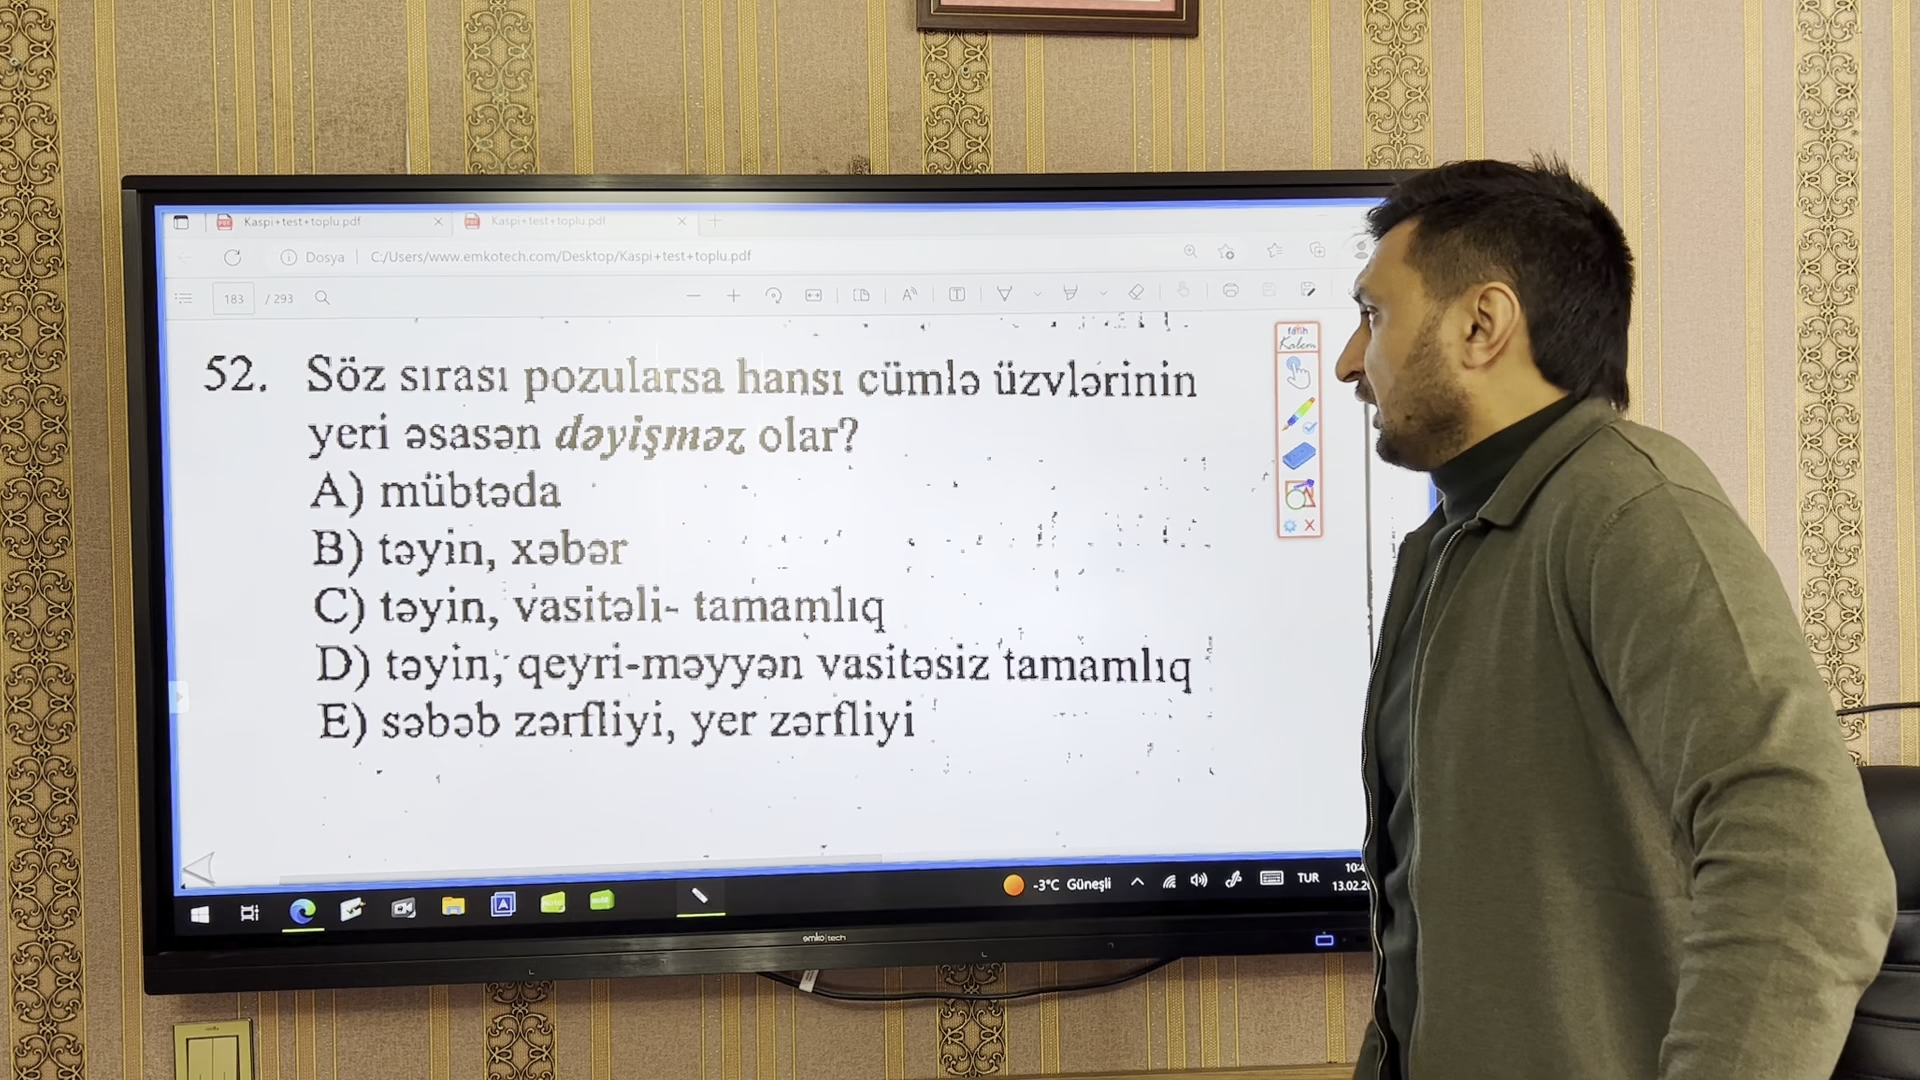 Kaspi+test+toplu.pdf
Kaspi+test+toplu.pdf
Dosya
C:/Users/www.emkotech.com/Desktop/Kaspi+test+toplu.pdf
183 / 293
fatih
Kalem
52. Söz sırası pozularsa hansı cümlə üzvlərinin
yeri əsasən dəyişməz olar?
A) mübtəda
B) təyin, xəbər
C) təyin, vasitəli- tamamlıq
D) təyin, qeyri-məyyən vasitəsiz tamamlıq
E) səbəb zərfliyi, yer zərfliyi
-3°C Güneşli
TUR
emko|tech